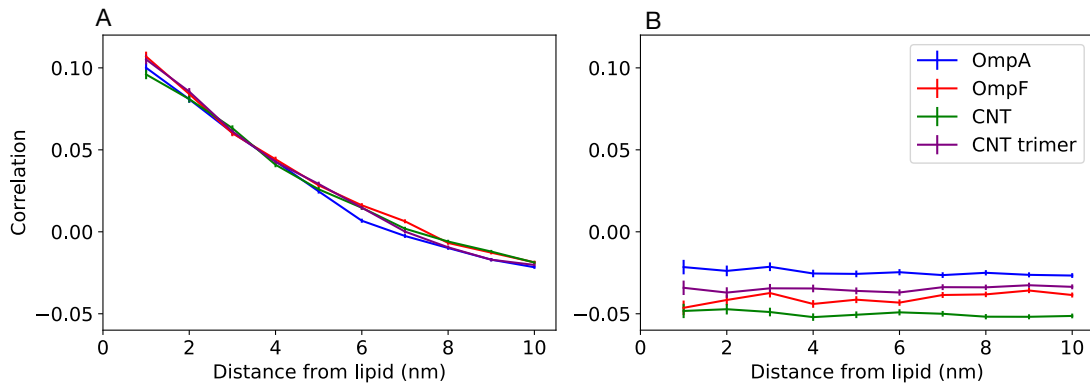 A
B
Correlation
0.10
0.05
0.00
−0.05
0
2
4
6
8
10
Distance from lipid (nm)
0.10
0.05
0.00
−0.05
0
2
4
6
8
10
Distance from lipid (nm)
OmpA
OmpF
CNT
CNT trimer